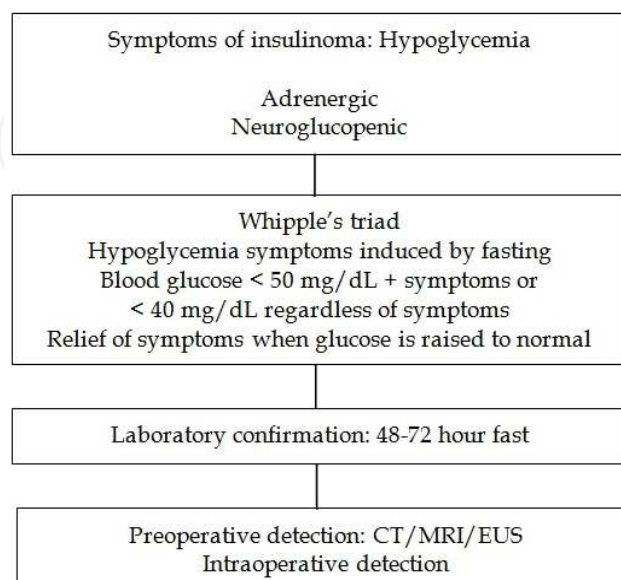 Symptoms of insulinoma: Hypoglycemia
Adrenergic
Neuroglucopenic
Whipple's triad
Hypoglycemia symptoms induced by fasting
Blood glucose < 50 mg/dL + symptoms or
< 40 mg/dL regardless of symptoms
Relief of symptoms when glucose is raised to normal
Laboratory confirmation: 48-72 hour fast
Preoperative detection: CT/MRI/EUS
Intraoperative detection